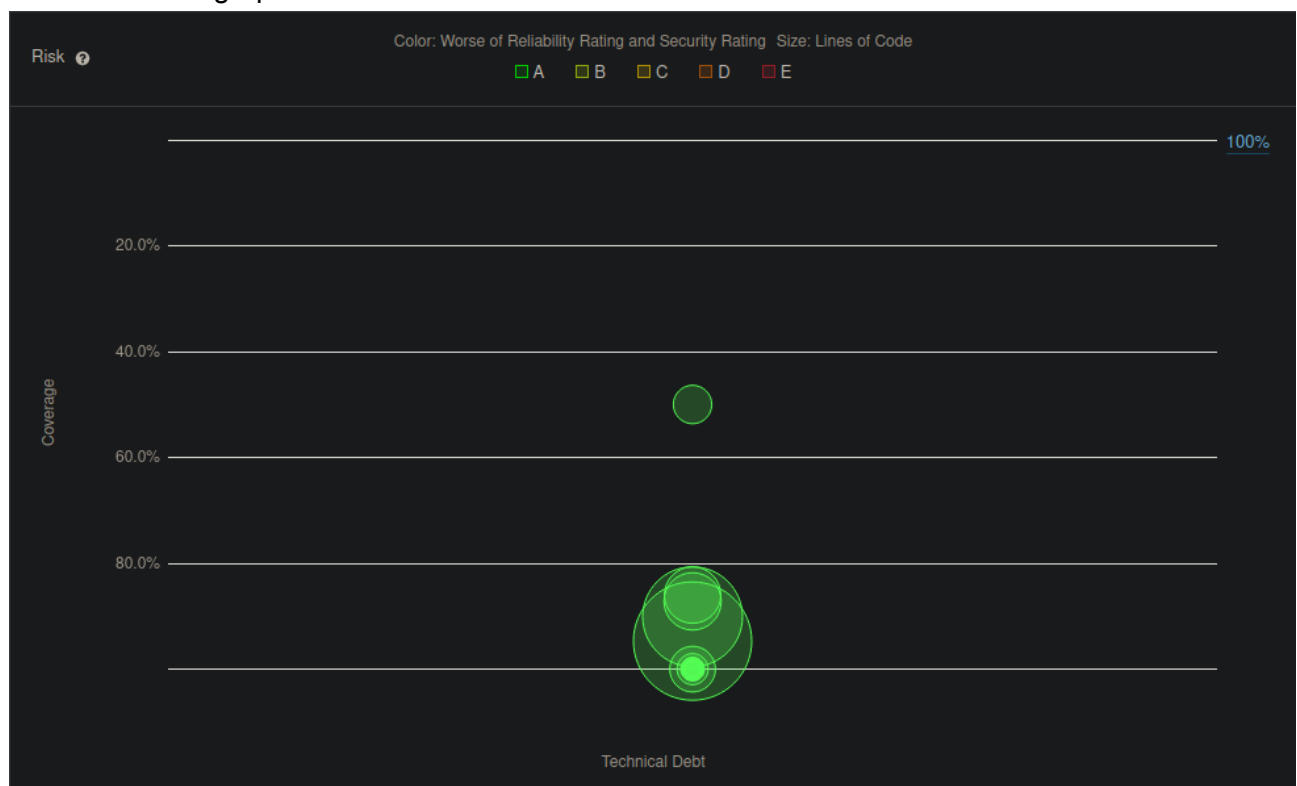 Color: Worse of Reliability Rating and Security Rating Size: Lines of Code
Risk ?
A B C D E
100%
20.0%
40.0%
Coverage
60.0%
80.0%
Technical Debt